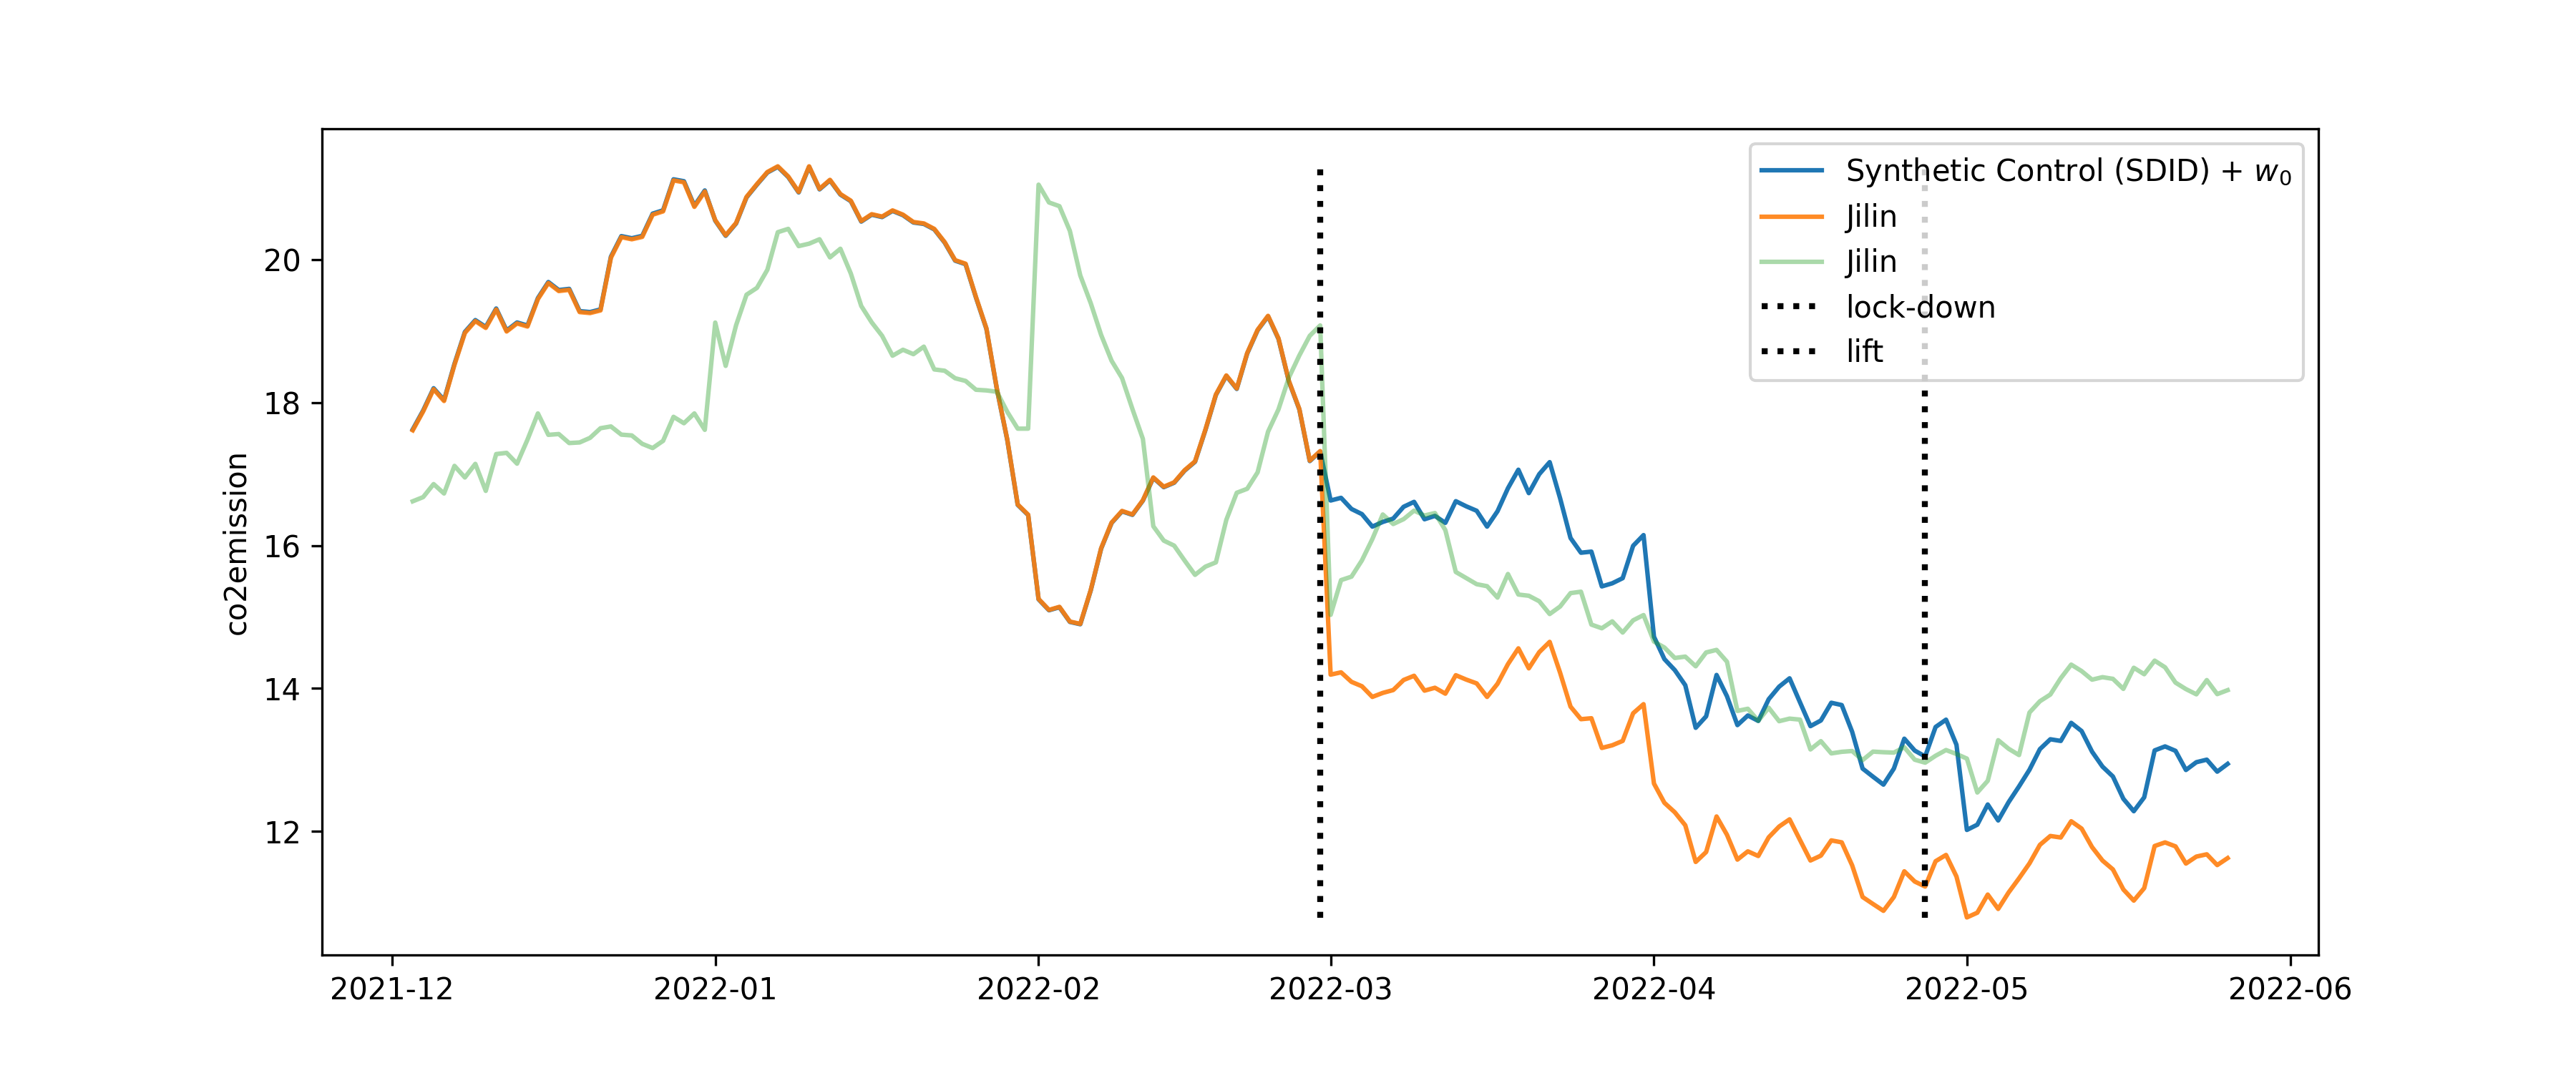 Synthetic Control (SDID) + w₀
Jilin
Jilin
lock-down
lift
co2emission
20
18
16
14
12
2021-12 2022-01 2022-02 2022-03 2022-04 2022-05 2022-06